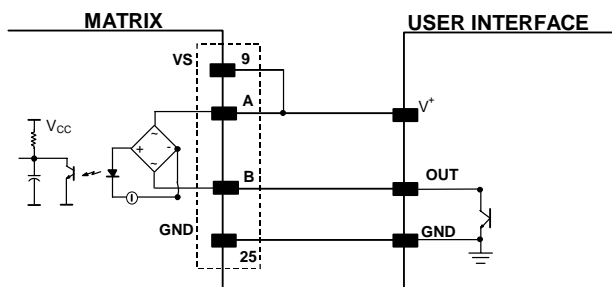 MATRIX
USER INTERFACE
VS 9
A
V+
VCC
+ ~ - ~
I
B
OUT
GND
GND
25